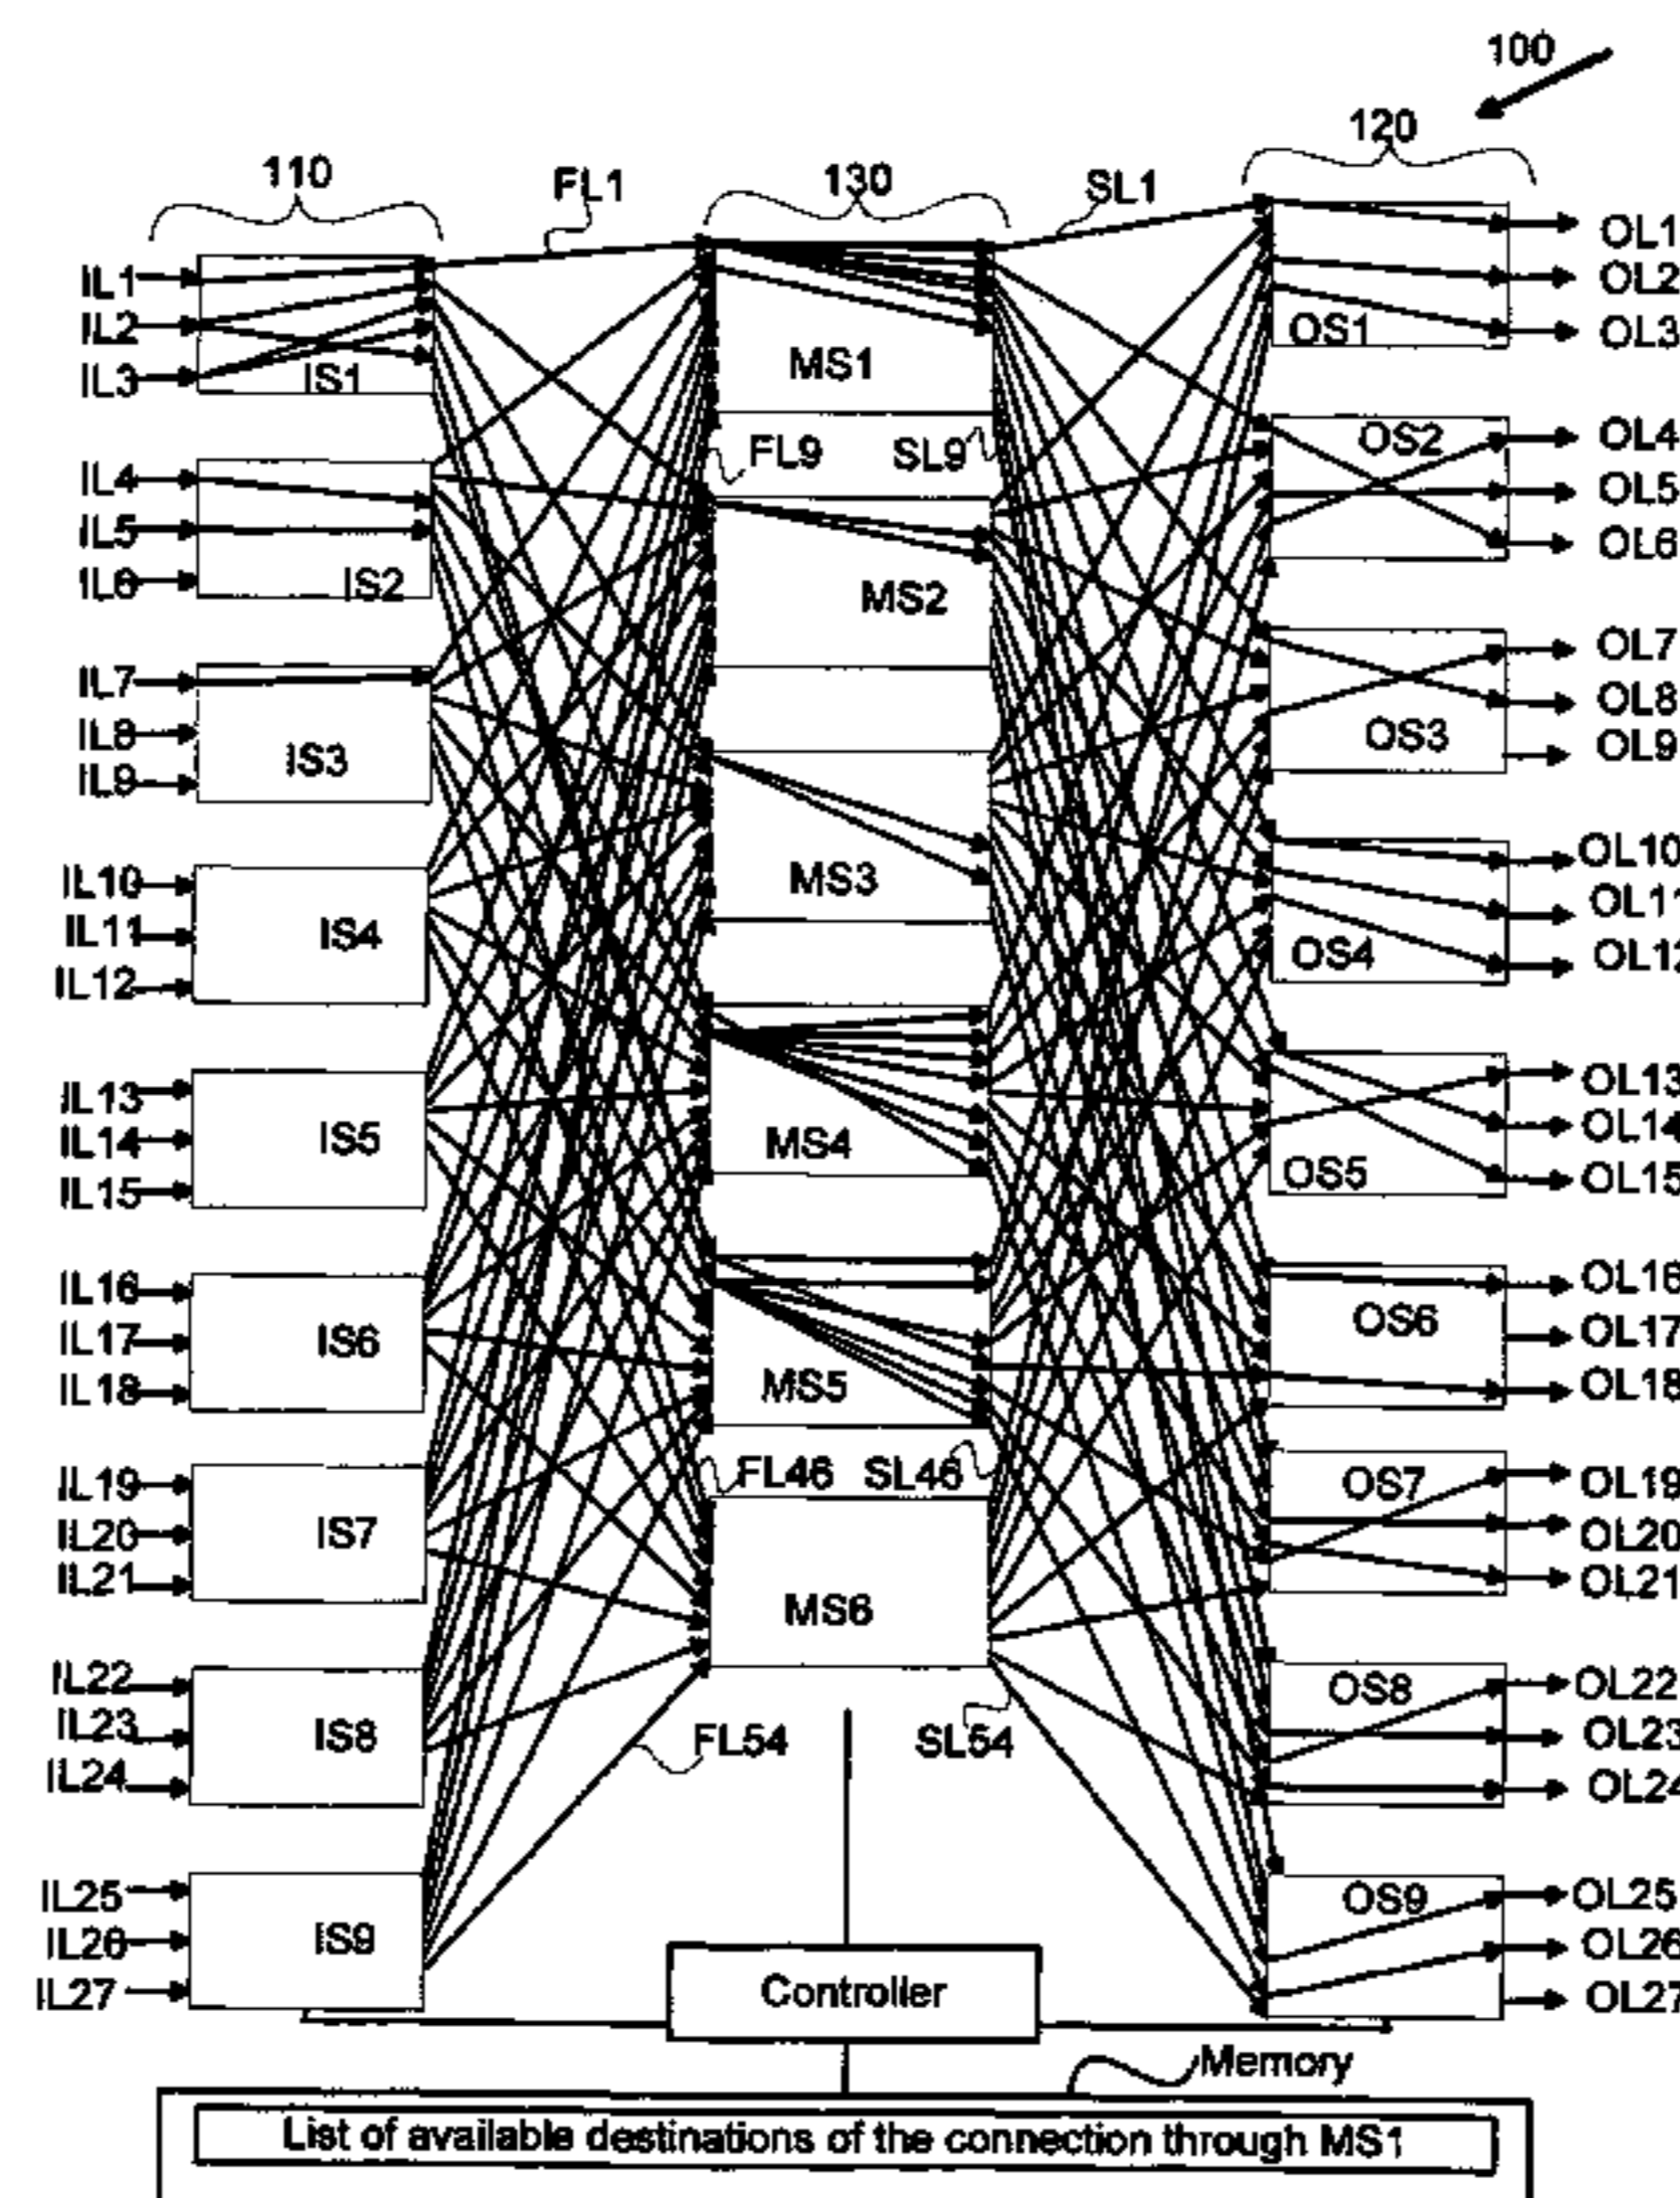 100
120
110
FL1
130
SL1
IL1
IL2
IL3
IS1
MS1
OS1
OL1
OL2
OL3
FL9
SL9
IL4
IL5
IL6
IS2
MS2
OS2
OL4
OL5
OL6
IL7
IL8
IL9
IS3
MS3
OS3
OL7
OL8
OL9
IL10
IL11
IL12
IS4
OS4
OL10
OL11
OL12
IL13
IL14
IL15
IS5
MS4
OS5
OL13
OL14
OL15
IL16
IL17
IL18
IS6
MS5
OS6
OL16
OL17
OL18
FL46
SL46
IL19
IL20
IL21
IS7
MS6
OS7
OL19
OL20
OL21
IL22
IL23
IL24
IS8
FL54
SL54
OS8
OL22
OL23
OL24
IL25
IL26
IL27
IS9
Controller
OS9
OL25
OL26
OL27
Memory
List of available destinations of the connection through MS1